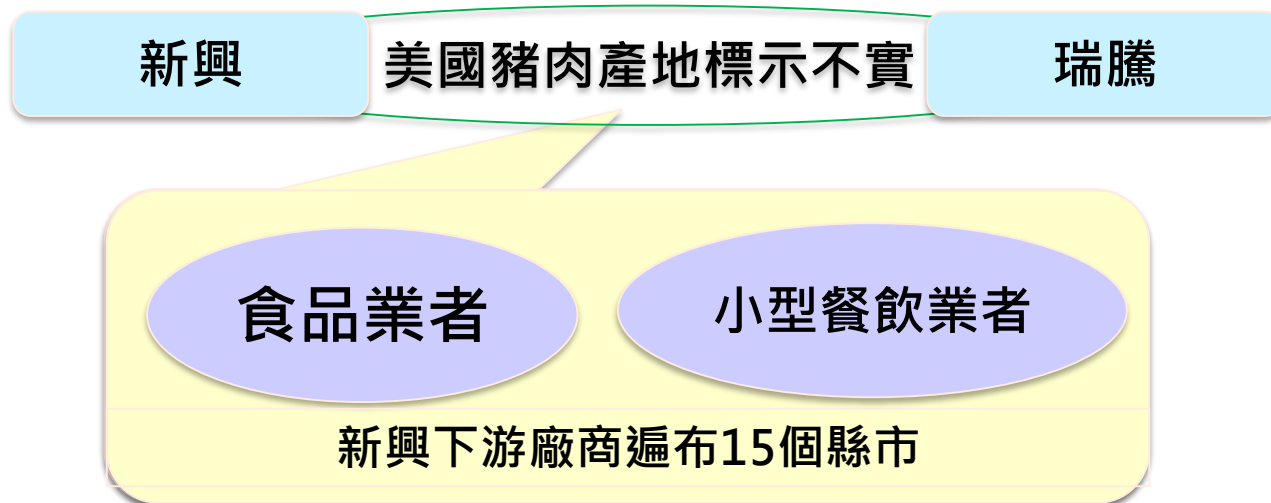 新興
美國豬肉產地標示不實
瑞騰
食品業者
小型餐飲業者
新興下游廠商遍布15個縣市